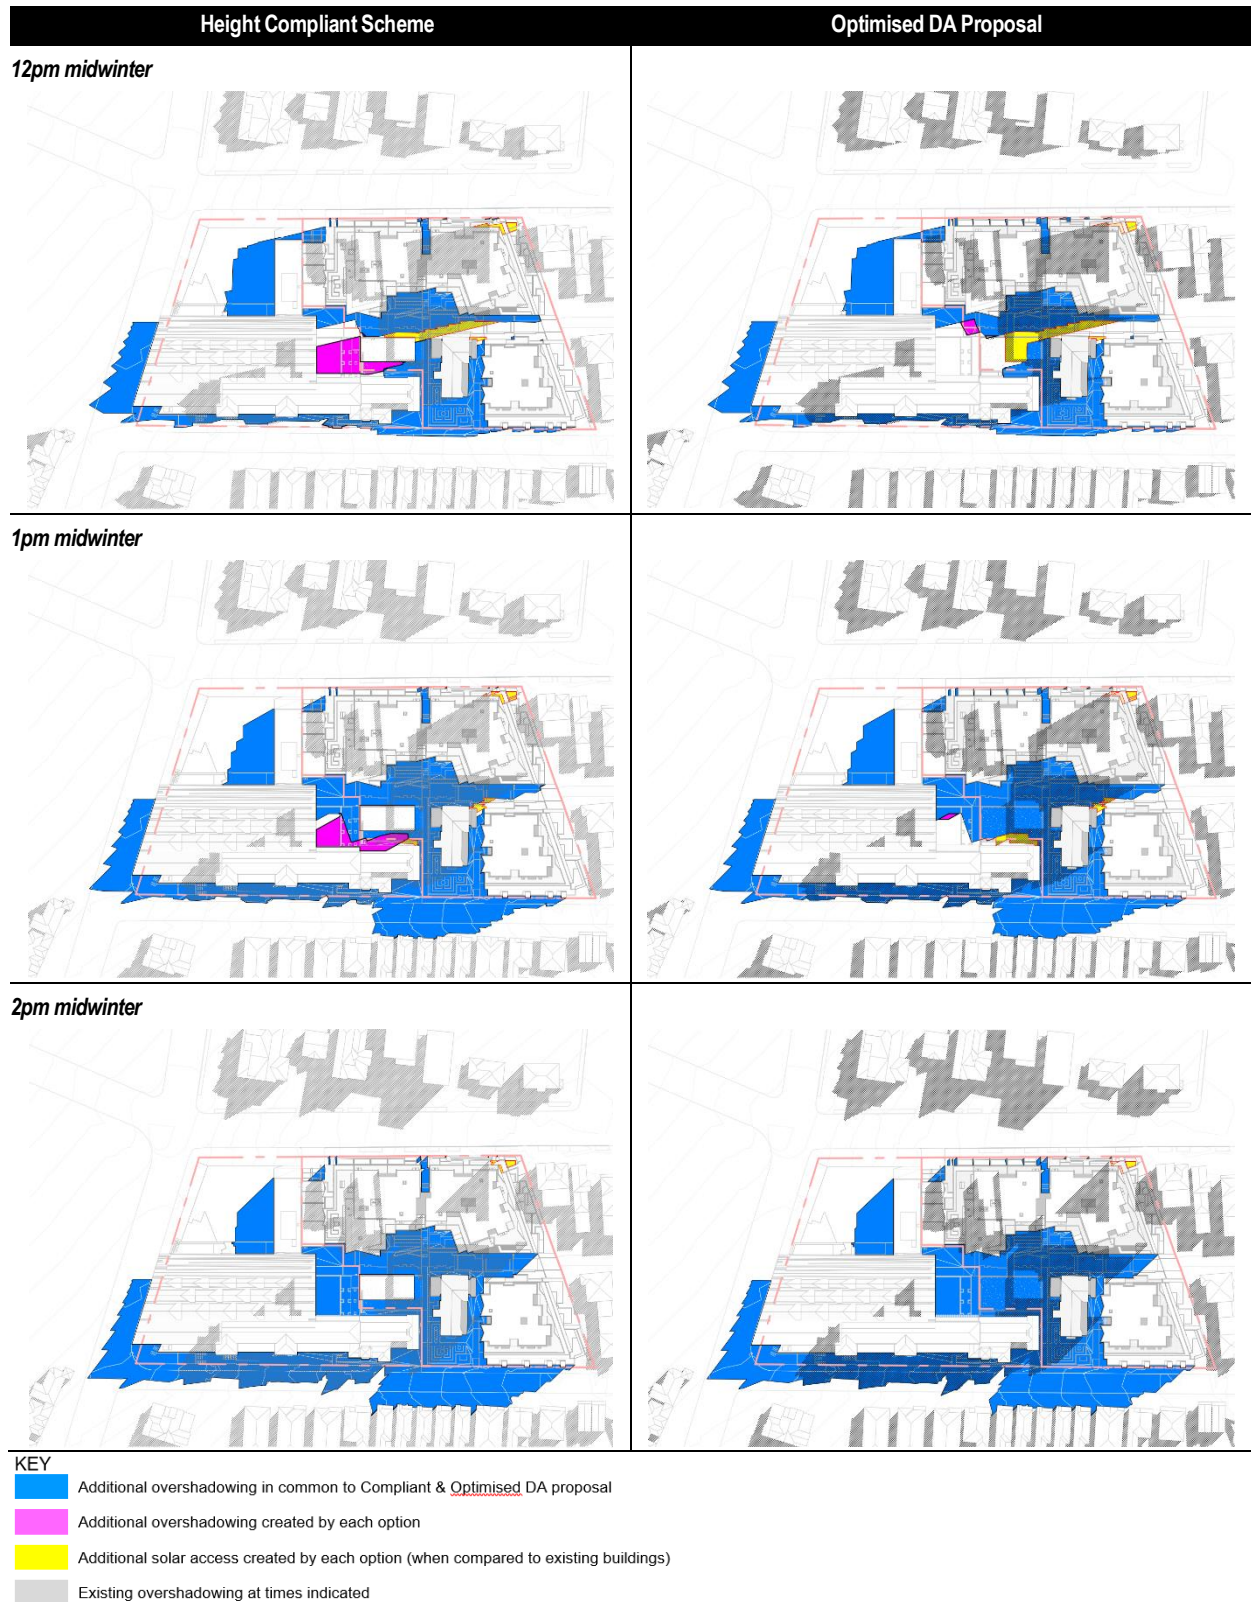 Height Compliant Scheme
Optimised DA Proposal
12pm midwinter
1pm midwinter
2pm midwinter
KEY
Additional overshadowing in common to Compliant & Optimised DA proposal
Additional overshadowing created by each option
Additional solar access created by each option (when compared to existing buildings)
Existing overshadowing at times indicated